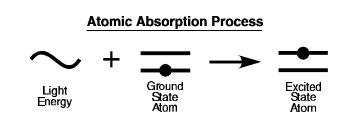 Atomic Absorption Process
+
Light
Energy
Ground
State
Atom
Excited
State
Atom